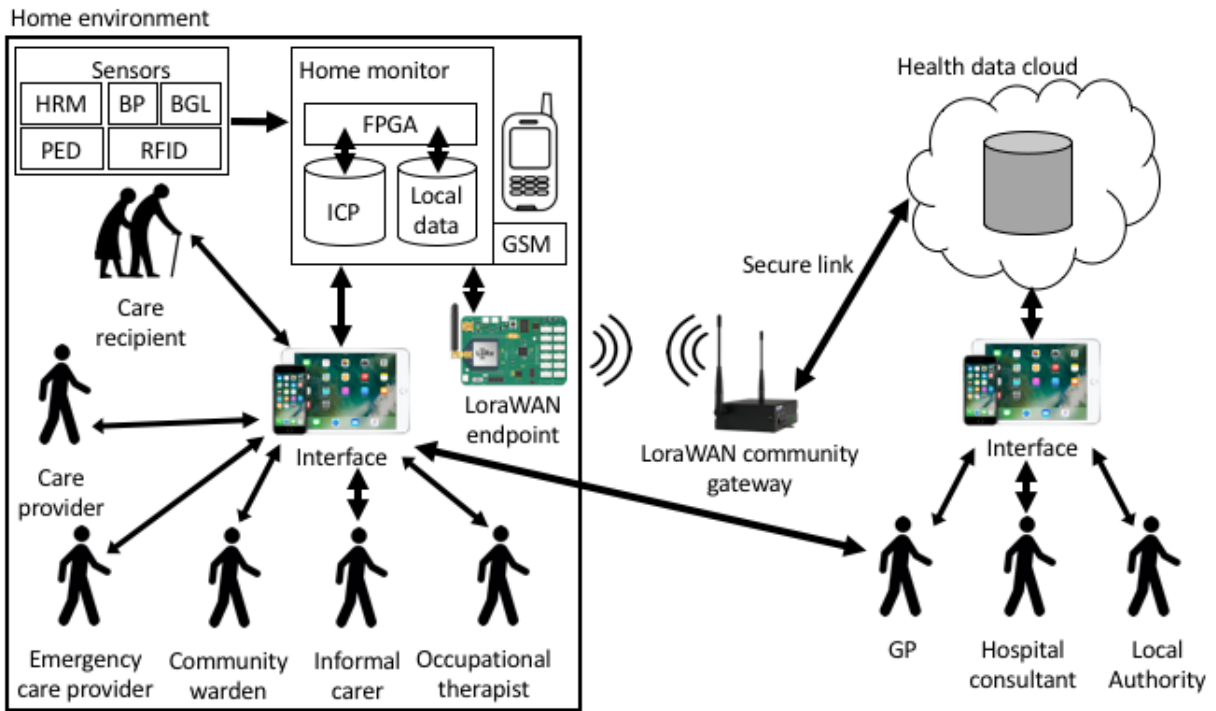 Home environment
Sensors
HRM
BP
BGL
PED
RFID
Home monitor
FPGA
ICP
Local
data
GSM
Care
recipient
Care
provider
Interface
LoraWAN
endpoint
Emergency
care provider
Community
warden
Informal
carer
Occupational
therapist
LoraWAN community
gateway
Secure link
Health data cloud
Interface
GP
Hospital
consultant
Local
Authority